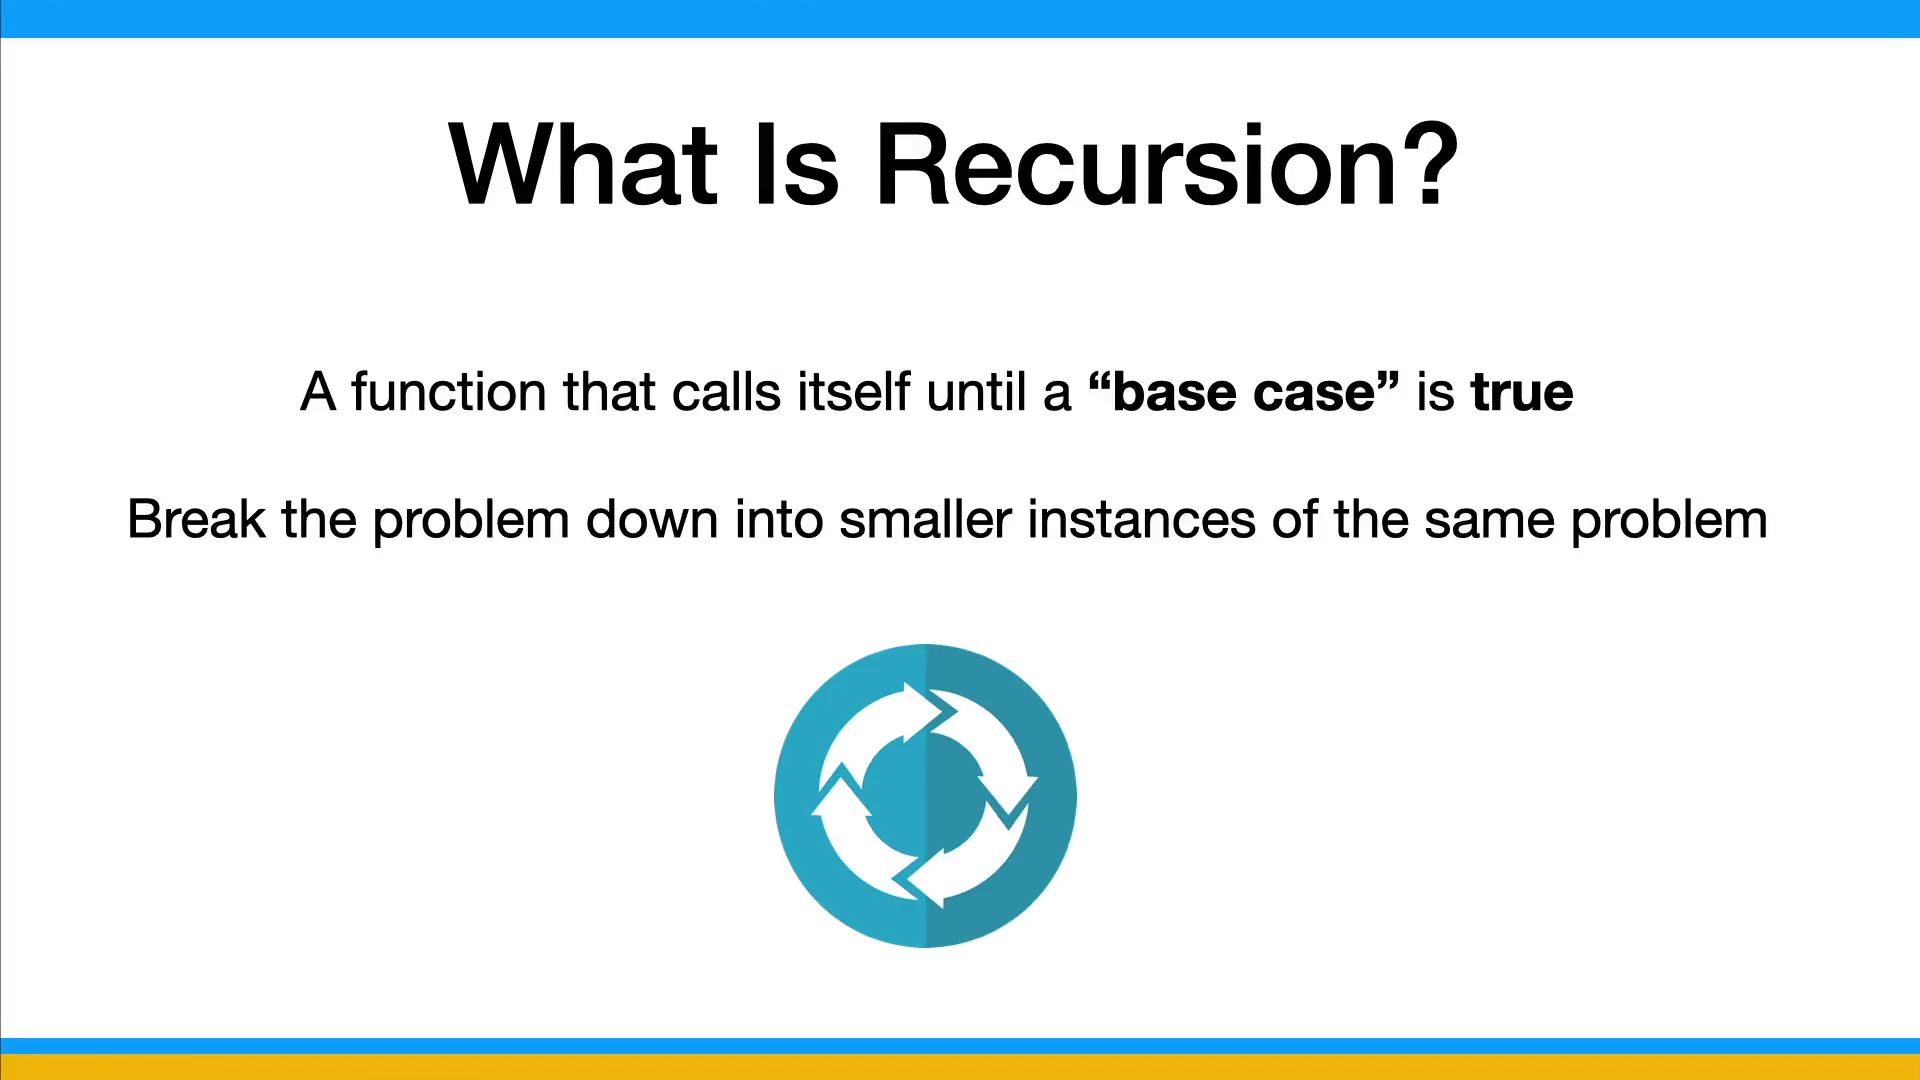 What Is Recursion?
A function that calls itself until a “base case” is true
Break the problem down into smaller instances of the same problem